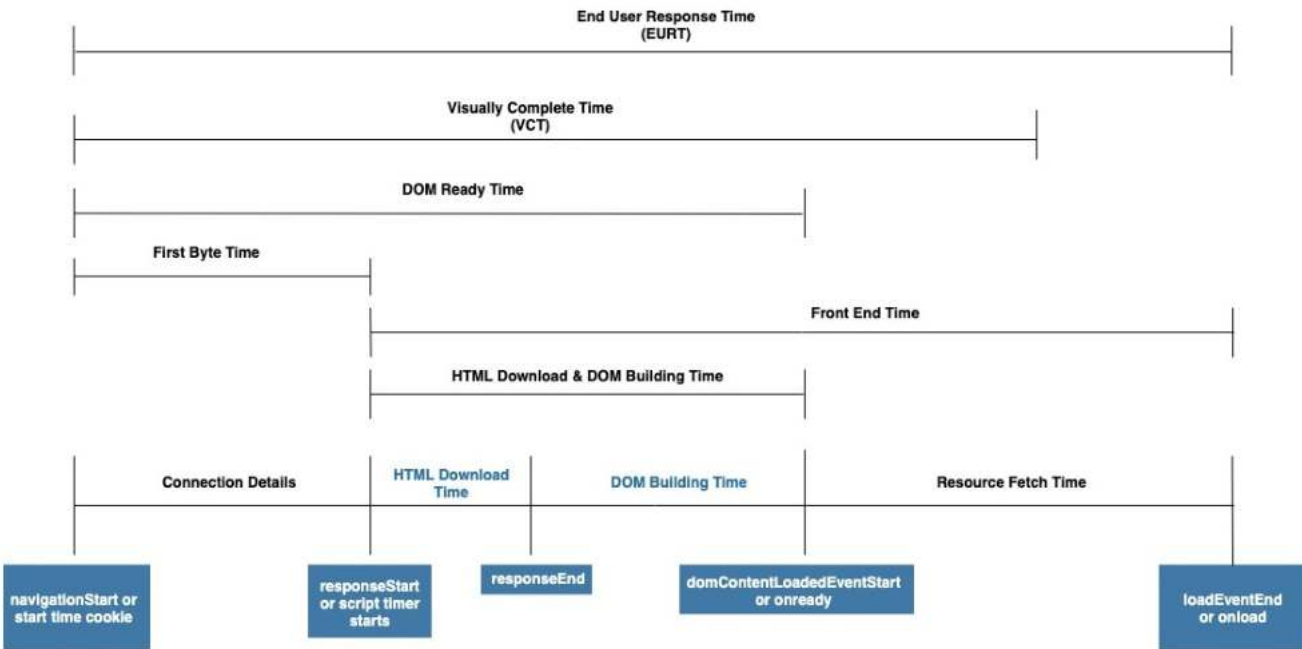 End User Response Time
(EURT)
Visually Complete Time
(VCT)
DOM Ready Time
First Byte Time
Front End Time
HTML Download & DOM Building Time
Connection Details
HTML Download
Time
DOM Building Time
Resource Fetch Time
navigationStart or
start time cookie
responseStart
or script timer
starts
responseEnd
domContentLoadedEventStart
or onready
loadEventEnd
or onload